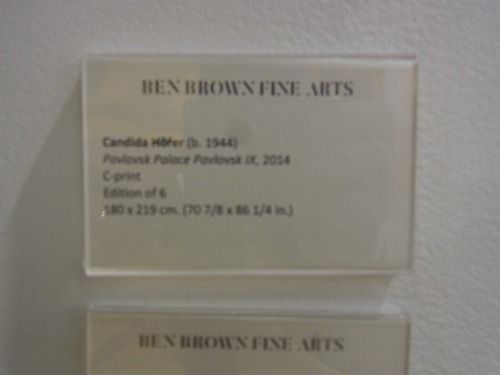 BEN BROWN FINE ARTS
Candida Höfer (b. 1944)
Pavlovsk Palace Pavlovsk IX, 2014
C-print
Edition of 6
180 x 219 cm. (70 7/8 x 86 1/4 in.)
BEN BROWN FINE ARTS